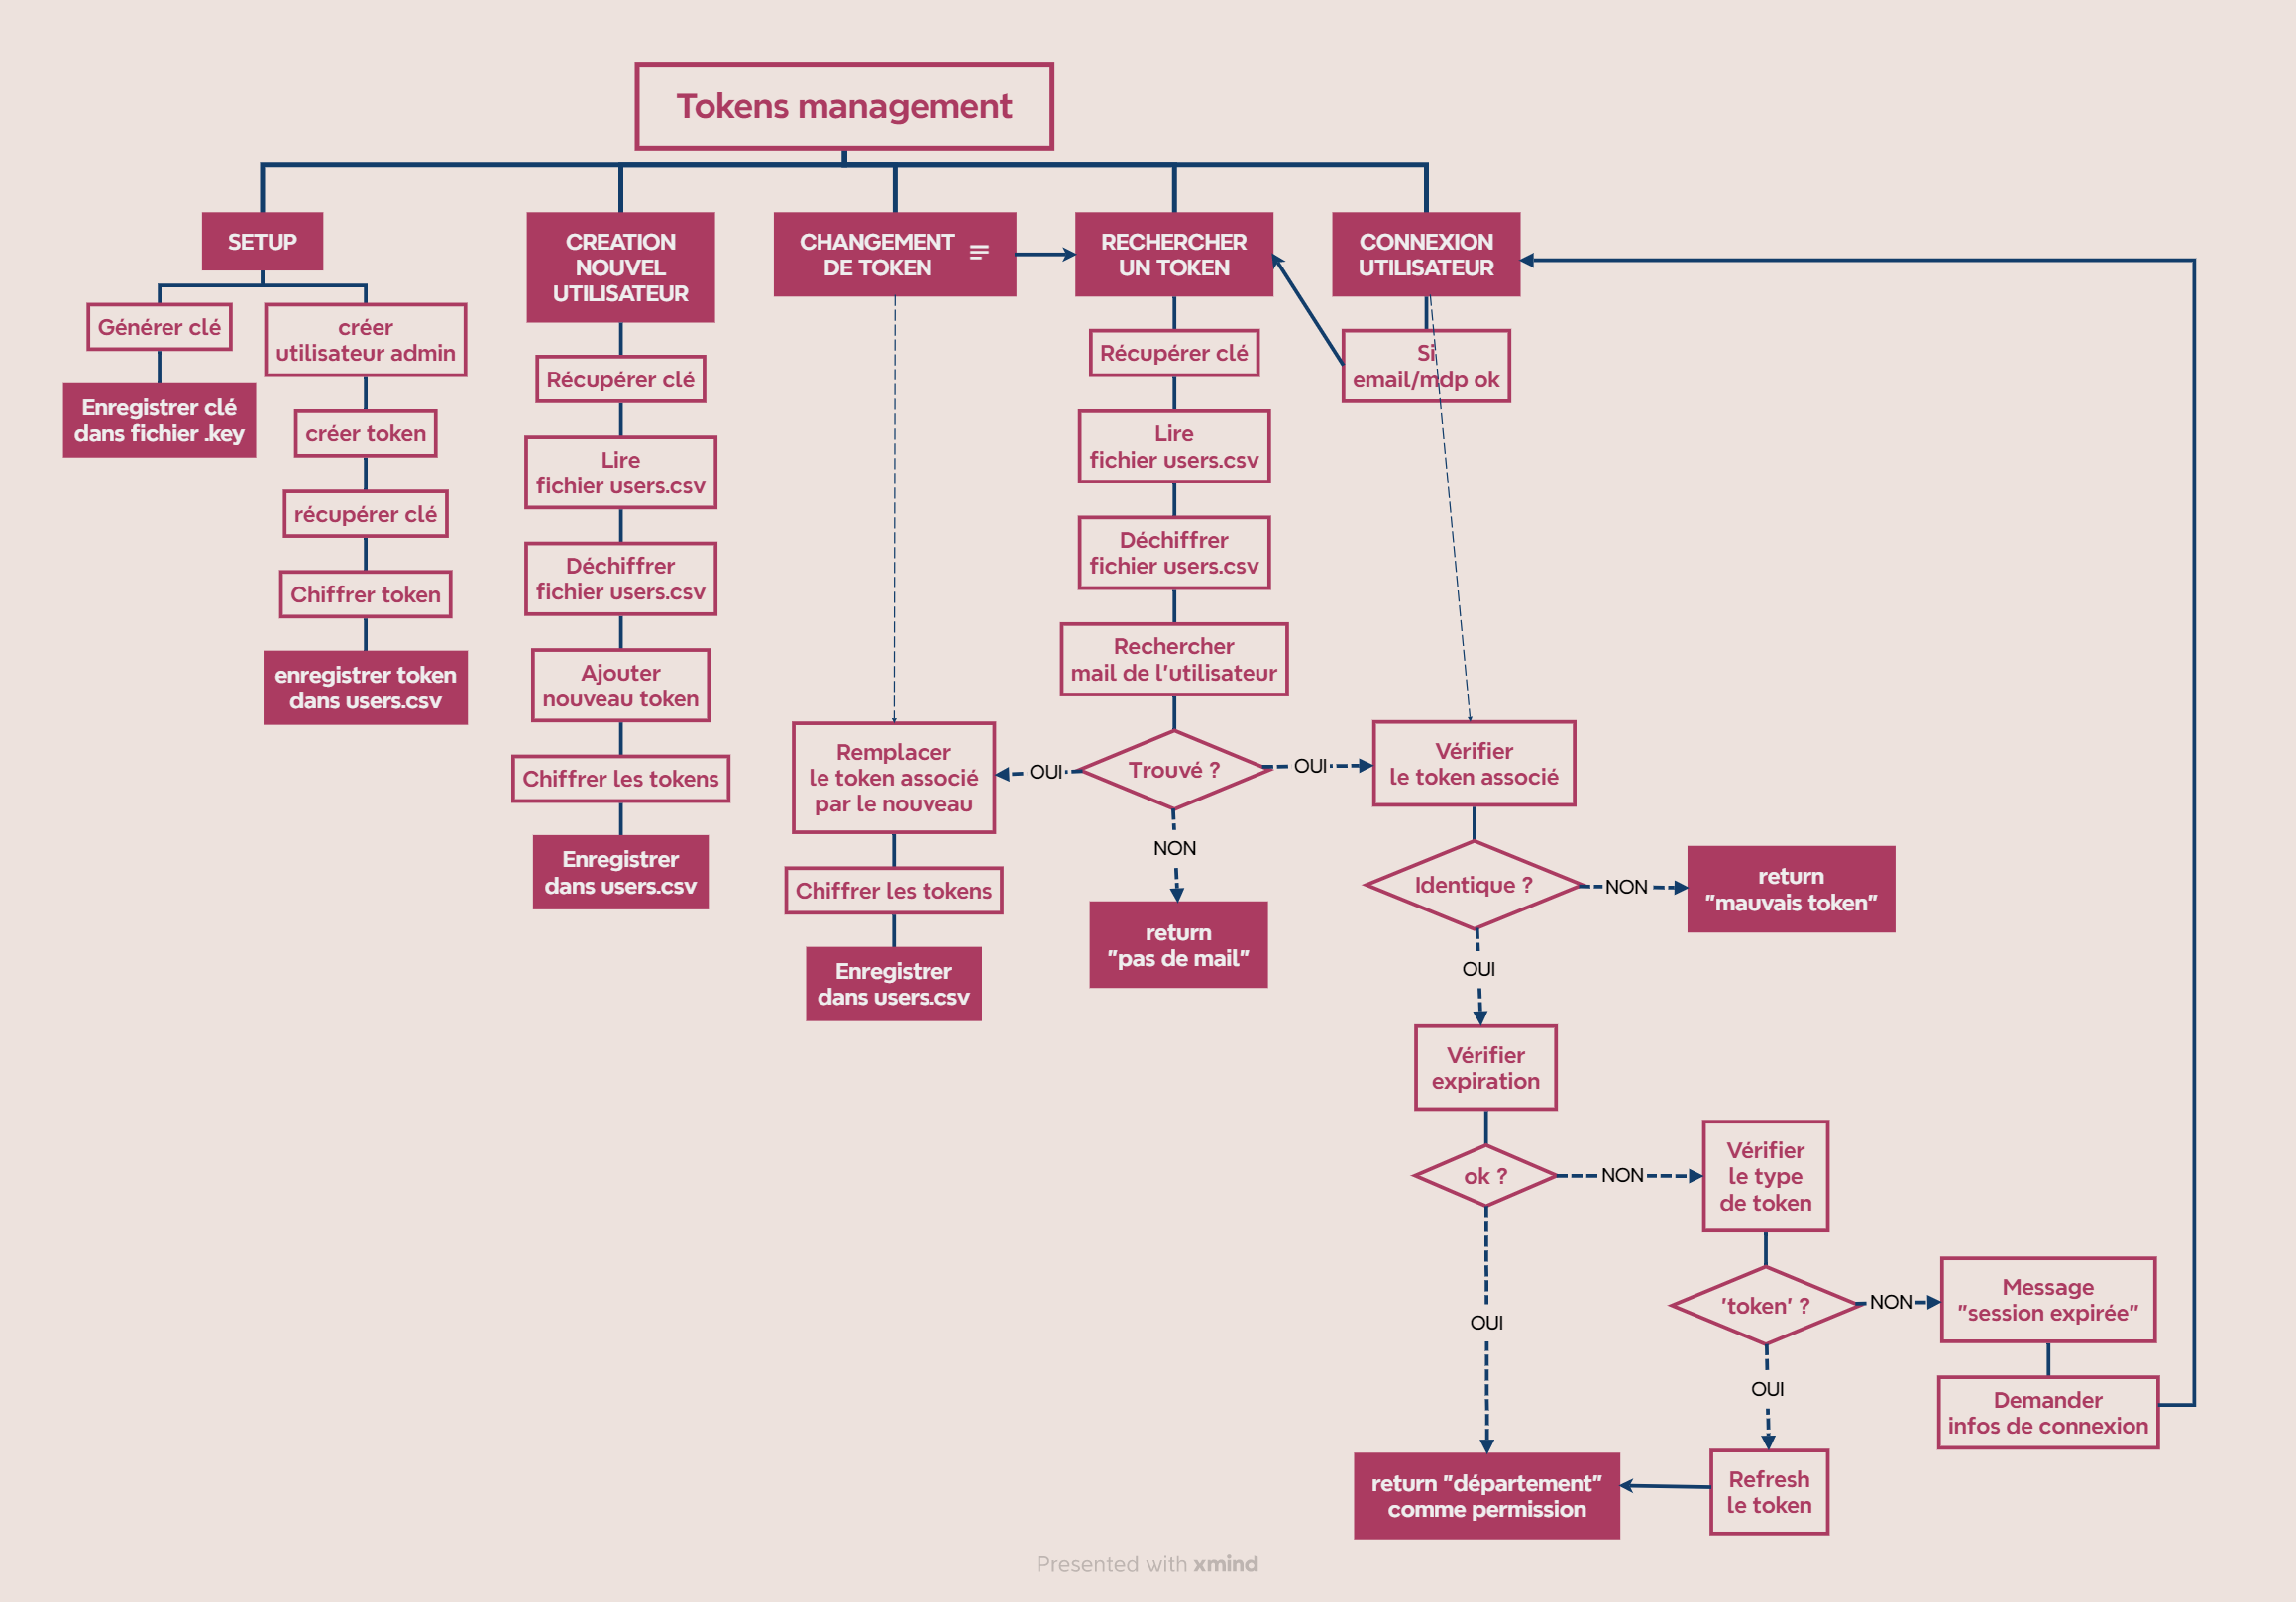 Tokens management
SETUP
Générer clé
Enregistrer clé
dans fichier .key
créer
utilisateur admin
créer token
récupérer clé
Chiffrer token
enregistrer token
dans users.csv
CREATION
NOUVEL
UTILISATEUR
Récupérer clé
Lire
fichier users.csv
Déchiffrer
fichier users.csv
Ajouter
nouveau token
Chiffrer les tokens
Enregistrer
dans users.csv
CHANGEMENT
DE TOKEN
Remplacer
le token associé
par le nouveau
Chiffrer les tokens
Enregistrer
dans users.csv
RECHERCHER
UN TOKEN
Récupérer clé
Lire
fichier users.csv
Déchiffrer
fichier users.csv
Rechercher
mail de l'utilisateur
Trouvé ?
OUI
OUI
NON
return
"pas de mail"
CONNEXION
UTILISATEUR
Si
email/mdp ok
Vérifier
le token associé
Identique ?
NON
return
"mauvais token"
OUI
Vérifier
expiration
ok ?
NON
Vérifier
le type
de token
'token' ?
NON
Message
"session expirée"
Demander
infos de connexion
OUI
OUI
Refresh
le token
return "département"
comme permission
Presented with xmind